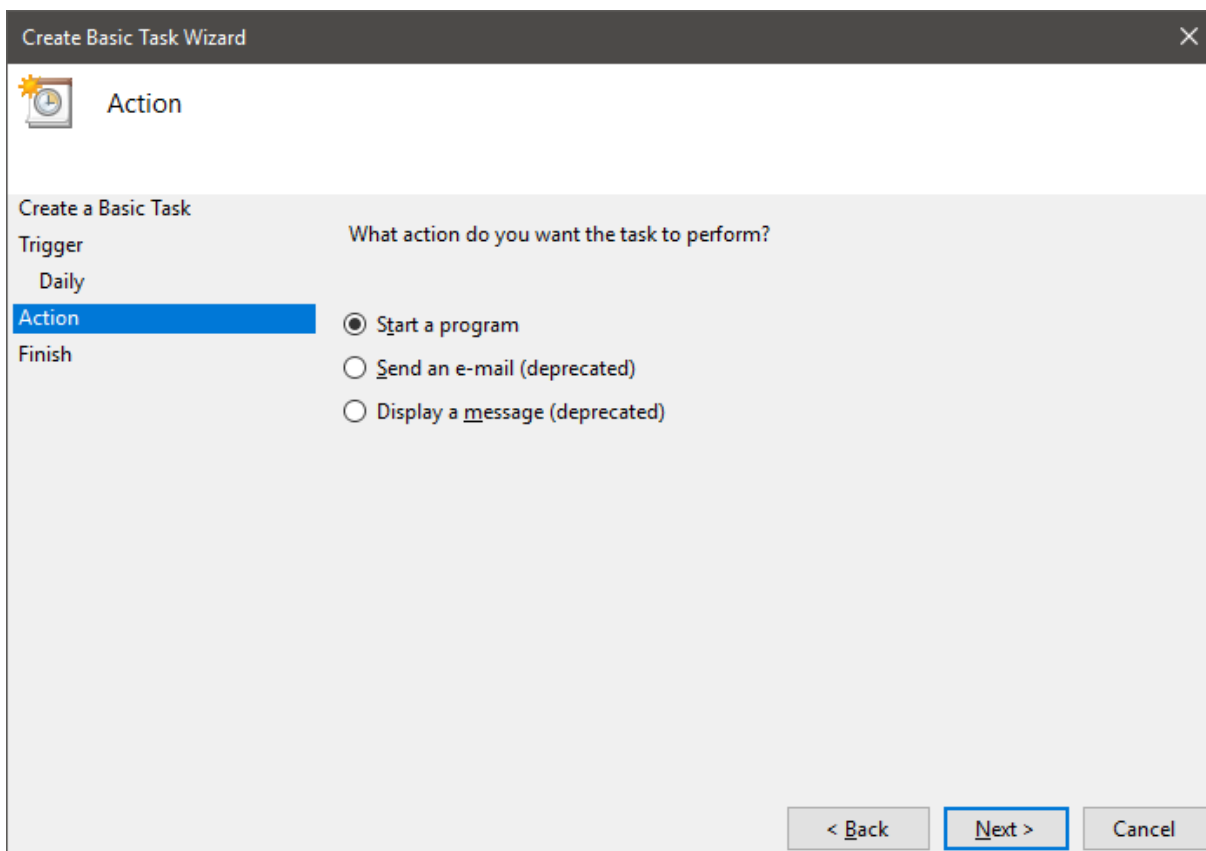 Create Basic Task Wizard
Action
Create a Basic Task
Trigger
Daily
Action
Finish
What action do you want the task to perform?
Start a program
Send an e-mail (deprecated)
Display a message (deprecated)
< Back
Next >
Cancel